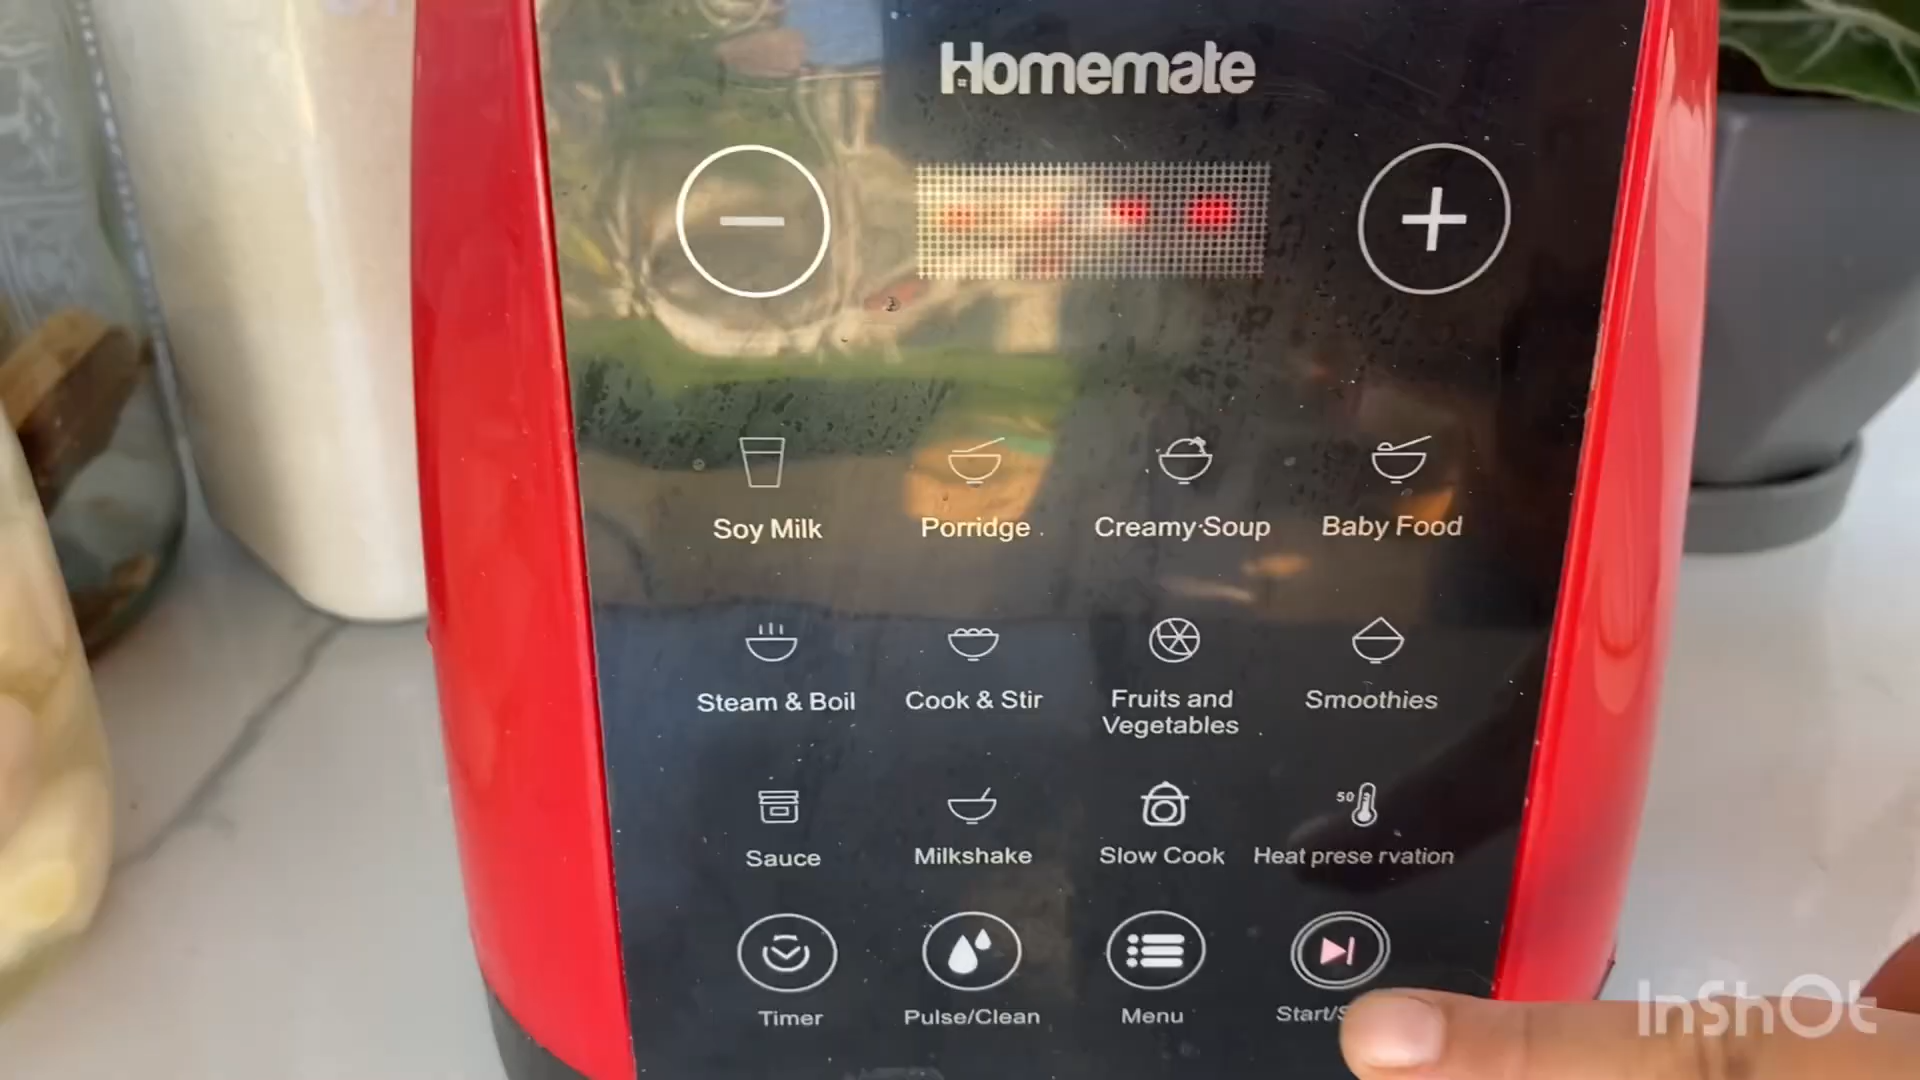 Homemate
Soy Milk
Porridge
Creamy Soup
Baby Food
Steam & Boil
Cook & Stir
Fruits and
Vegetables
Smoothies
Sauce
Milkshake
Slow Cook
50
Heat prese rvation
Timer
Pulse/Clean
Menu
Start/S
InShOt